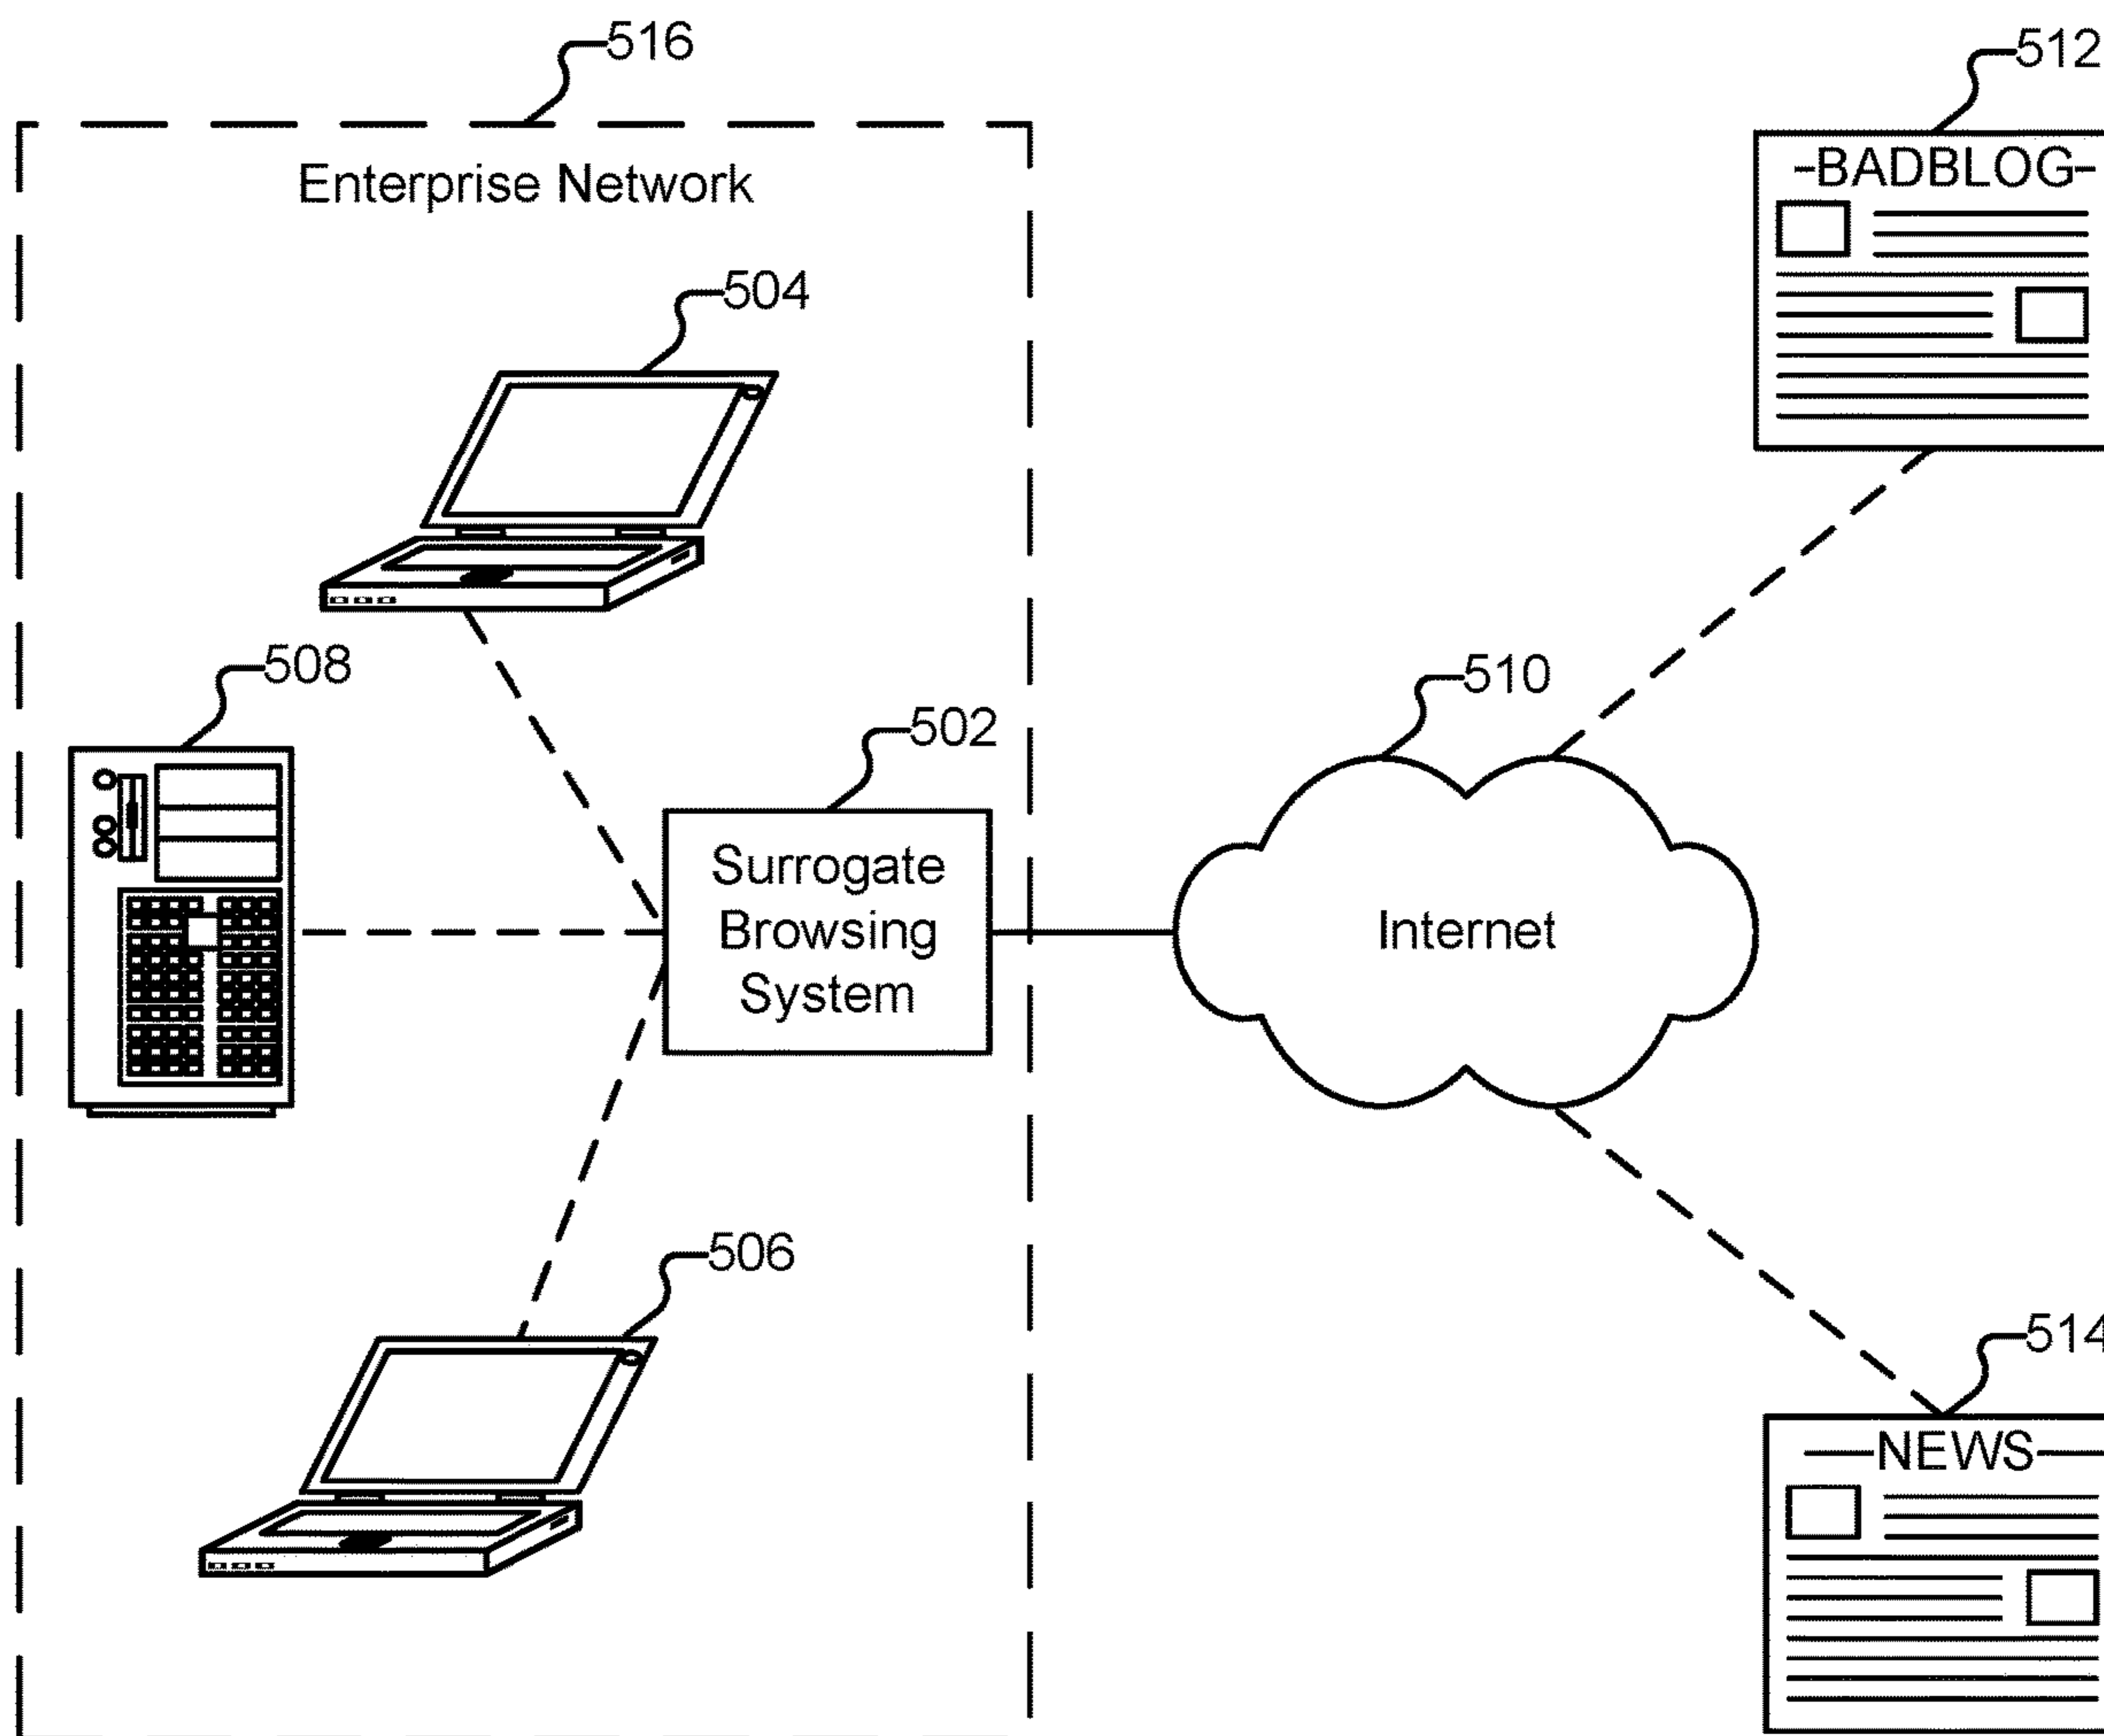 516
512
Enterprise Network
-BADBLOG-
504
508
510
502
Surrogate
Browsing
System
Internet
506
514
NEWS